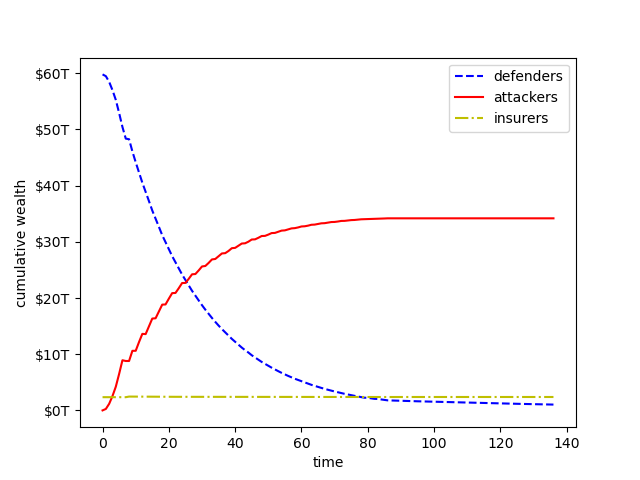 $60T
$50T
$40T
$30T
$20T
$10T
$0T
cumulative wealth
defenders
attackers
insurers
0 20 40 60 80 100 120 140
time